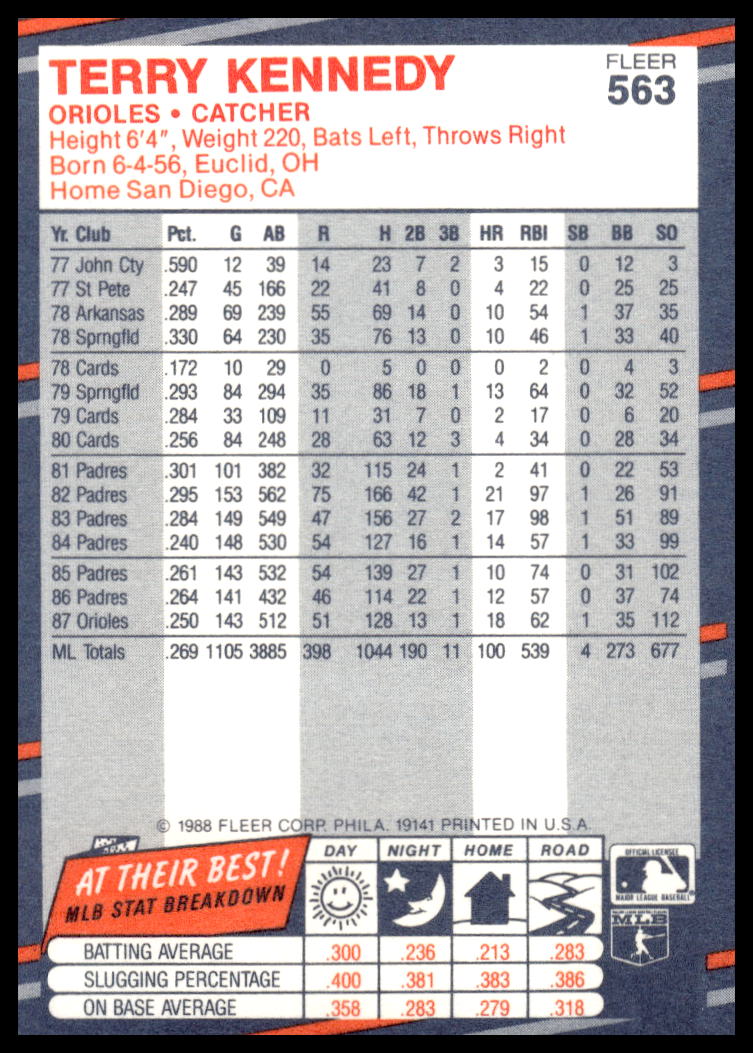 TERRY KENNEDY
FLEER
563
ORIOLES • CATCHER
Height 6'4", Weight 220, Bats Left, Throws Right
Born 6-4-56, Euclid, OH
Home San Diego, CA
Yr. Club Pct. G AB R H 2B 3B HR RBI SB BB SO
77 John Cty .590 12 39 14 23 7 2 3 15 0 12 3
77 St Pete .247 45 166 22 41 8 0 4 22 0 25 25
78 Arkansas .289 69 239 55 69 14 0 10 54 1 37 35
78 Sprngfld .330 64 230 35 76 13 0 10 46 1 33 40
78 Cards .172 10 29 0 5 0 0 0 2 0 4 3
79 Sprngfld .293 84 294 35 86 18 1 13 64 0 32 52
79 Cards .284 33 109 11 31 7 0 2 17 0 6 20
80 Cards .256 84 248 28 63 12 3 4 34 0 28 34
81 Padres .301 101 382 32 115 24 1 2 41 0 22 53
82 Padres .295 153 562 75 166 42 1 21 97 1 26 91
83 Padres .284 149 549 47 156 27 2 17 98 1 51 89
84 Padres .240 148 530 54 127 16 1 14 57 1 33 99
85 Padres .261 143 532 54 139 27 1 10 74 0 31 102
86 Padres .264 141 432 46 114 22 1 12 57 0 37 74
87 Orioles .250 143 512 51 128 13 1 18 62 1 35 112
ML Totals .269 1105 3885 398 1044 190 11 100 539 4 273 677
© 1988 FLEER CORP. PHILA. 19141 PRINTED IN U.S.A.
AT THEIR BEST!
MLB STAT BREAKDOWN
DAY NIGHT HOME ROAD
OFFICIAL LICENSEE
MAJOR LEAGUE BASEBALL
MLB
BATTING AVERAGE .300 .236 .213 .283
SLUGGING PERCENTAGE .400 .381 .383 .386
ON BASE AVERAGE .358 .283 .279 .318